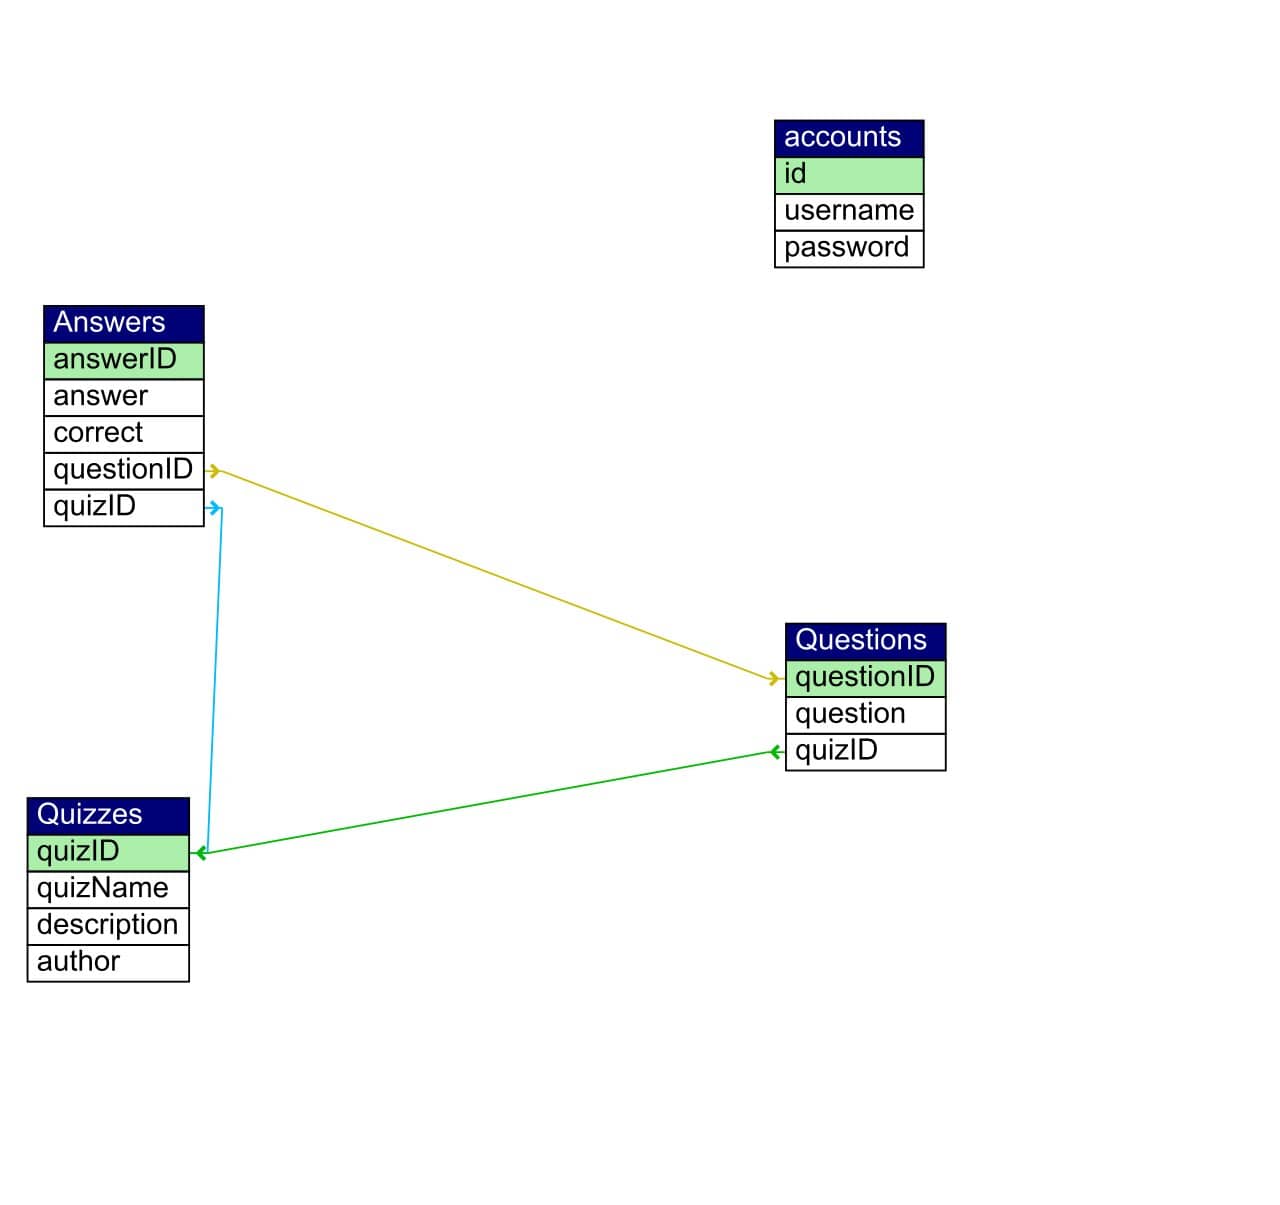 accounts
id
username
password
Answers
answerID
answer
correct
questionID
quizID
Questions
questionID
question
quizID
Quizzes
quizID
quizName
description
author